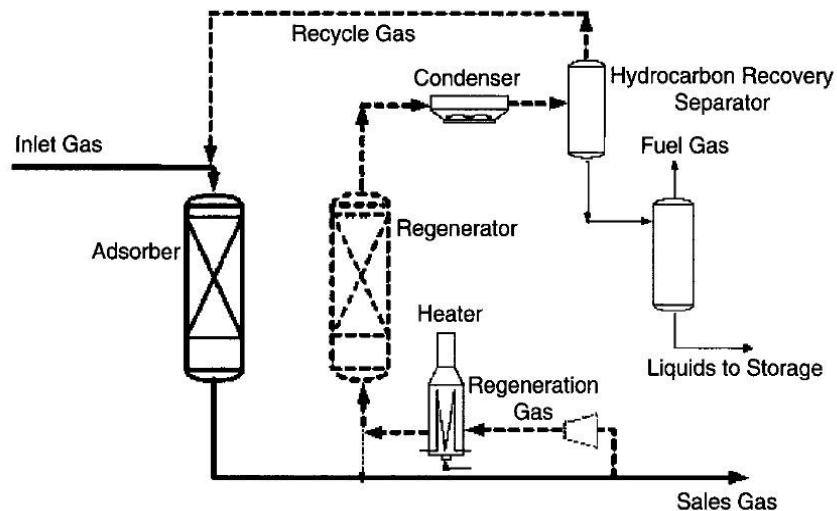 Recycle Gas
Condenser
Hydrocarbon Recovery
Separator
Inlet Gas
Fuel Gas
Adsorber
Regenerator
Heater
Regeneration
Gas
Liquids to Storage
Sales Gas